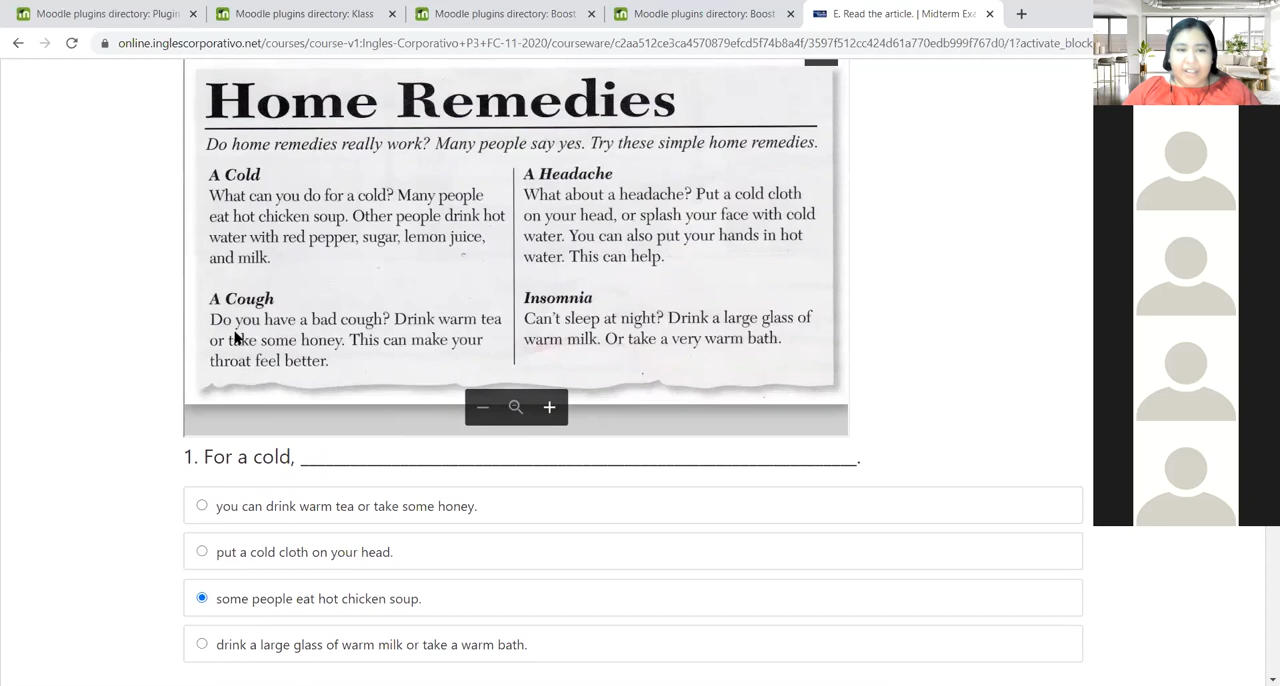 Moodle plugins directory: Plugin
Moodle plugins directory: Klass
Moodle plugins directory: Boost
Moodle plugins directory: Boost
E. Read the article. | Midterm Exa
online.inglescorporativo.net/courses/course-v1:Ingles-Corporativo+P3+FC-11-2020/courseware/c2aa512ce3ca4570879efcd5f74b8a4f/3597f512cc424d61a770edb999f767d0/1?activate_block
Home Remedies
Do home remedies really work? Many people say yes. Try these simple home remedies.
A Cold
What can you do for a cold? Many people
eat hot chicken soup. Other people drink hot
water with red pepper, sugar, lemon juice,
and milk.
A Cough
Do you have a bad cough? Drink warm tea
or take some honey. This can make your
throat feel better.
A Headache
What about a headache? Put a cold cloth
on your head, or splash your face with cold
water. You can also put your hands in hot
water. This can help.
Insomnia
Can't sleep at night? Drink a large glass of
warm milk. Or take a very warm bath.
1. For a cold, ______________________________________________________________.
you can drink warm tea or take some honey.
put a cold cloth on your head.
some people eat hot chicken soup.
drink a large glass of warm milk or take a warm bath.